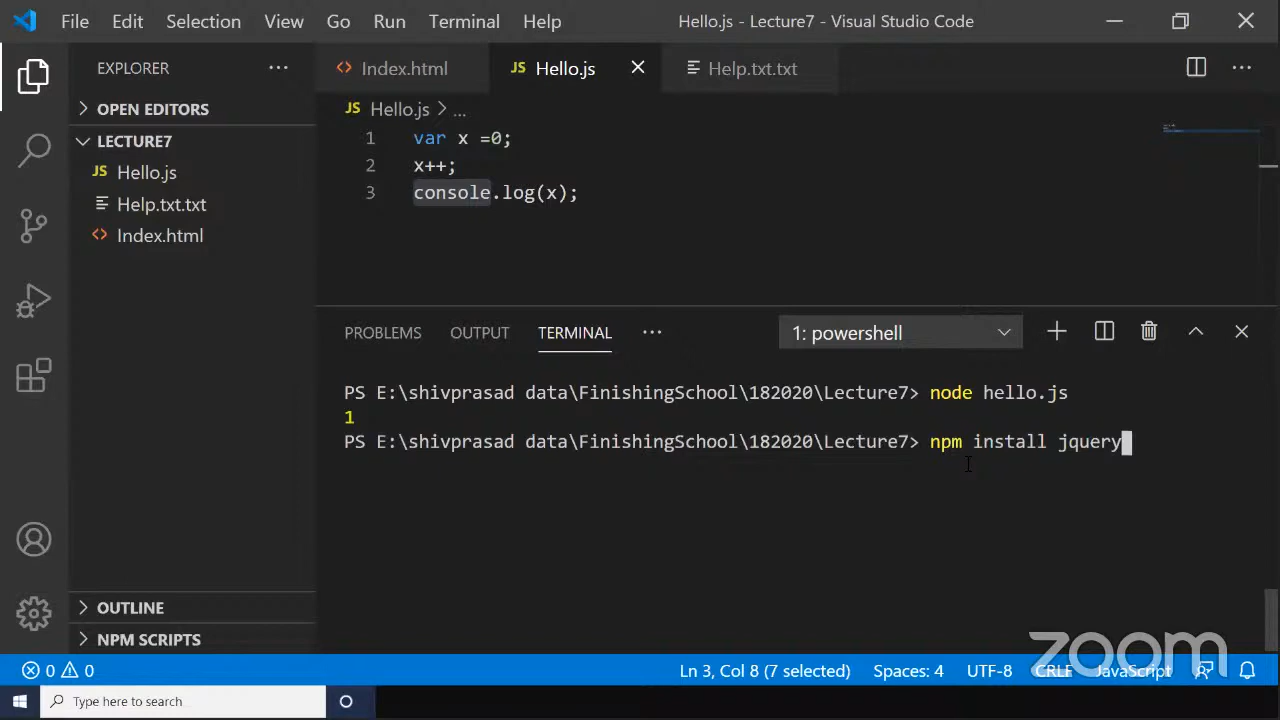 File Edit Selection View Go Run Terminal Help Hello.js - Lecture7 - Visual Studio Code
EXPLORER
OPEN EDITORS
LECTURE7
JS Hello.js
Help.txt.txt
Index.html
OUTLINE
NPM SCRIPTS
Index.html JS Hello.js Help.txt.txt
JS Hello.js > ...
1 var x =0;
2 x++;
3 console.log(x);
PROBLEMS OUTPUT TERMINAL ... 1: powershell
PS E:\shivprasad data\FinishingSchool\182020\Lecture7> node hello.js
1
PS E:\shivprasad data\FinishingSchool\182020\Lecture7> npm install jquery
zoom
0 0 Ln 3, Col 8 (7 selected) Spaces: 4 UTF-8 CRLF JavaScript
Type here to search